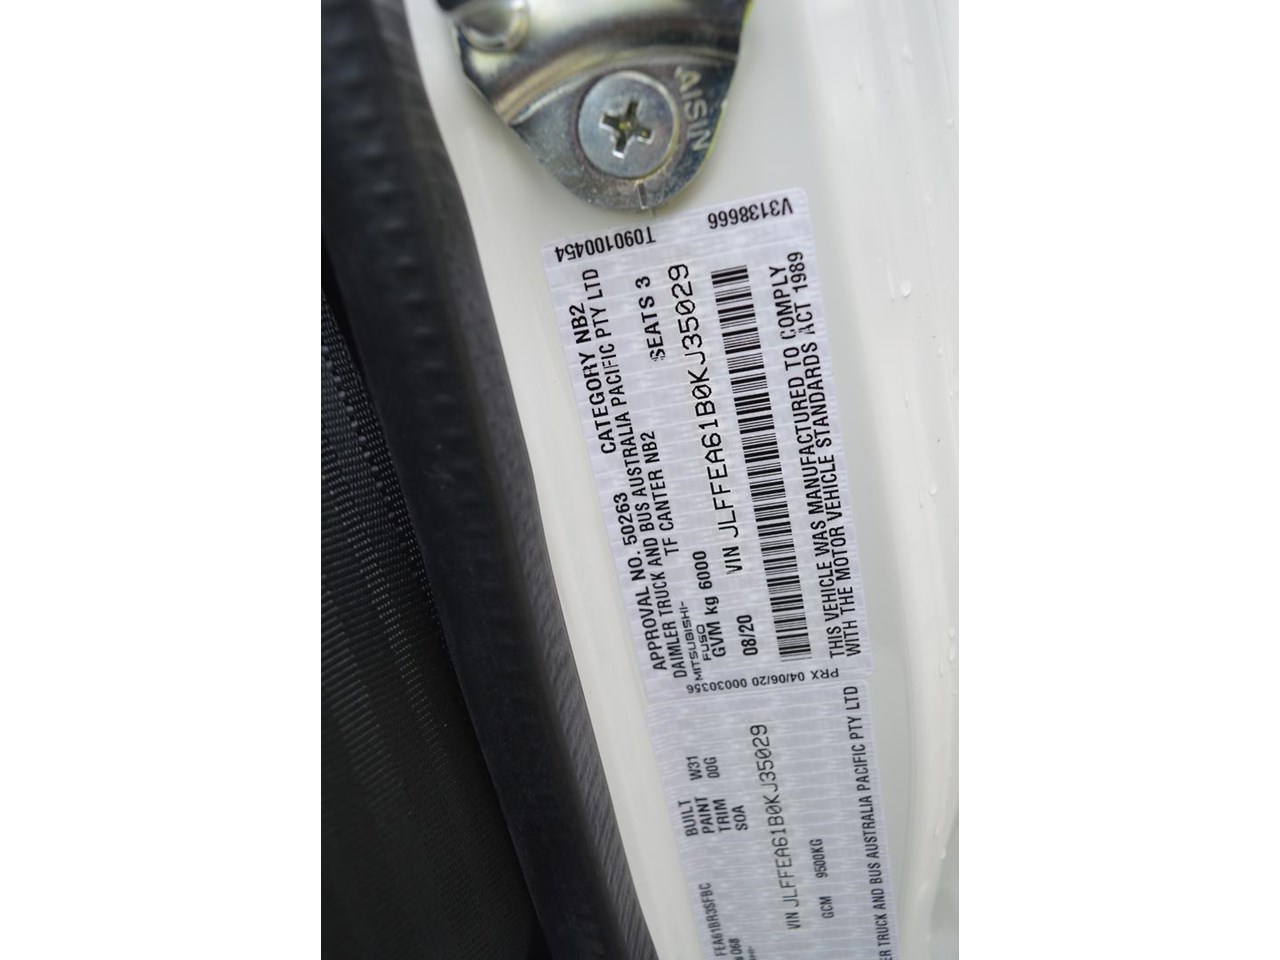 AISIN
T090100454
V3138666
APPROVAL NO. 50263 CATEGORY NB2
DAIMLER TRUCK AND BUS AUSTRALIA PACIFIC PTY LTD
MITSUBISHI-
FUSO
TF CANTER NB2
GVM kg 6000 SEATS 3
08/20 VIN JLFFEA61B0KJ35029
THIS VEHICLE WAS MANUFACTURED TO COMPLY
WITH THE MOTOR VEHICLE STANDARDS ACT 1989
PRX 04/06/20 00030356
BUILT W31
PAINT 00G
TRIM
SOA
FEA61BR3SFBC
VIN JLFFEA61B0KJ35029
GCM 9500KG
TRUCK AND BUS AUSTRALIA PACIFIC PTY LTD